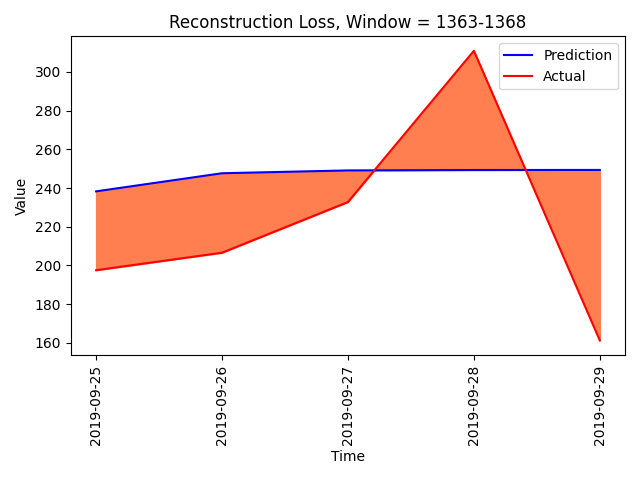 Reconstruction Loss, Window = 1363-1368
Prediction
Actual
Value
300
280
260
240
220
200
180
160
2019-09-25
2019-09-26
2019-09-27
2019-09-28
2019-09-29
Time